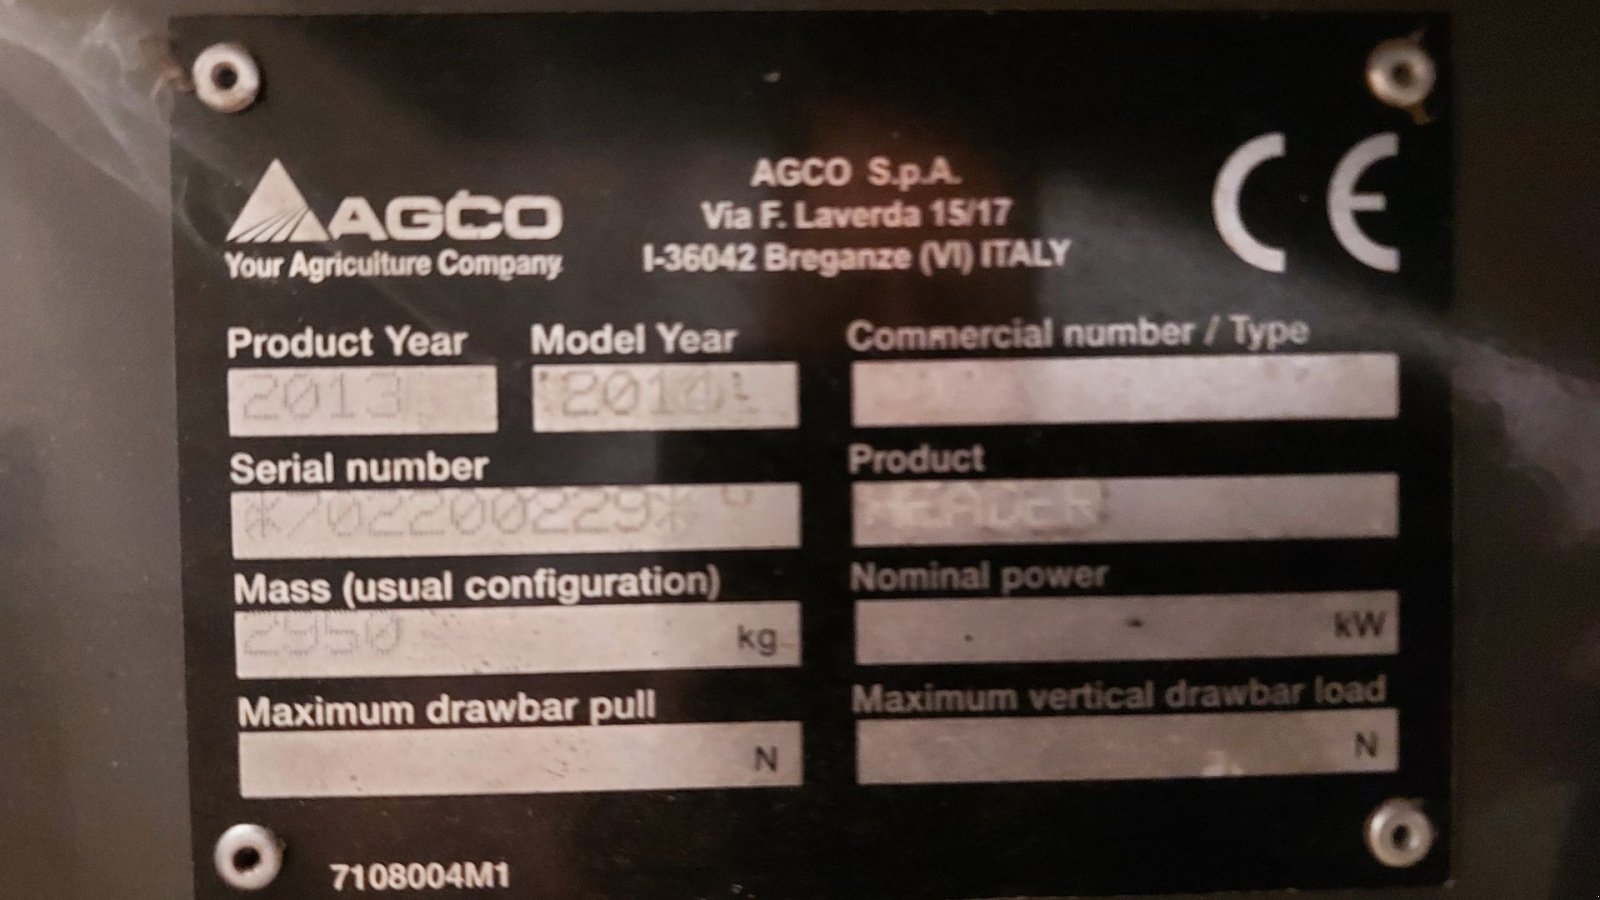 AGCO
Your Agriculture Company
AGCO S.p.A.
Via F. Laverda 15/17
I-36042 Breganze (VI) ITALY
CE
Product Year
2013
Model Year
2014
Commercial number / Type
Serial number
*/02200229*
Product
HEADER
Mass (usual configuration)
2950 kg
Nominal power
kW
Maximum drawbar pull
N
Maximum vertical drawbar load
N
7108004M1